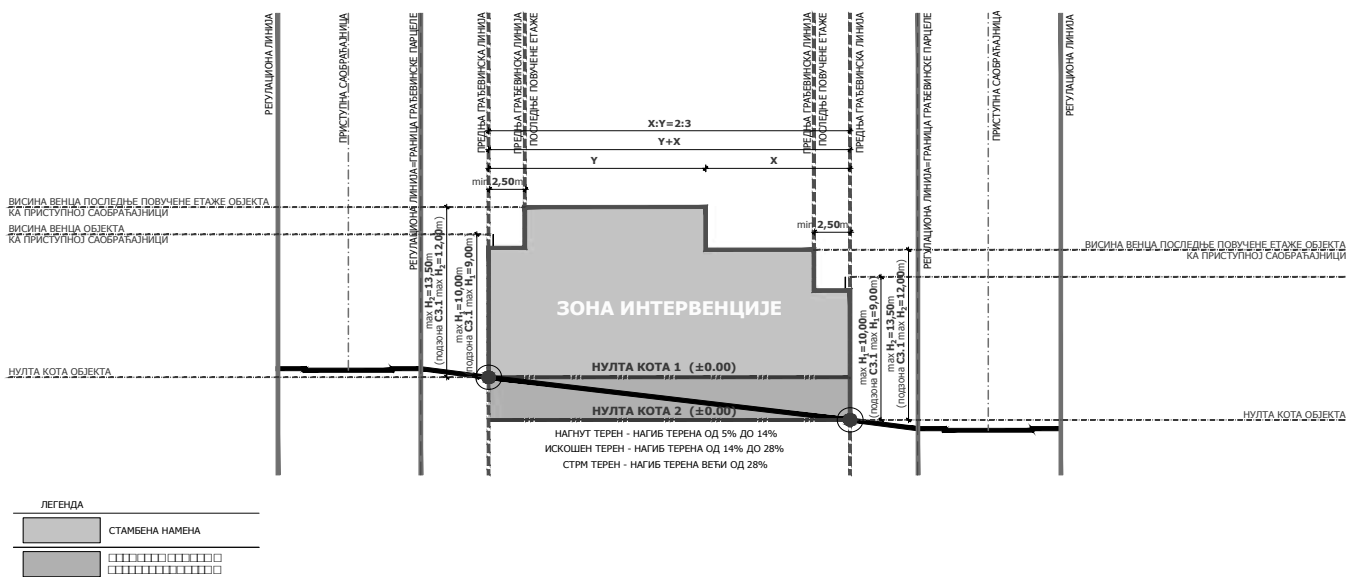 РЕГУЛАЦИОНА ЛИНИЈА
ПРИСТУПНА САОБРАЋАЈНИЦА
РЕГУЛАЦИОНА ЛИНИЈА=ГРАНИЦА ГРАЂЕВИНСКЕ ПАРЦЕЛЕ
ПРЕДЊА ГРАЂЕВИНСКА ЛИНИЈА
ПРЕДЊА ГРАЂЕВИНСКА ЛИНИЈА
ПОСЛЕДЊЕ ПОВУЧЕНЕ ЕТАЖЕ
ПРЕДЊА ГРАЂЕВИНСКА ЛИНИЈА
ПОСЛЕДЊЕ ПОВУЧЕНЕ ЕТАЖЕ
ПРЕДЊА ГРАЂЕВИНСКА ЛИНИЈА
РЕГУЛАЦИОНА ЛИНИЈА=ГРАНИЦА ГРАЂЕВИНСКЕ ПАРЦЕЛЕ
ПРИСТУПНА САОБРАЋАЈНИЦА
РЕГУЛАЦИОНА ЛИНИЈА
X:Y=2:3
Y+X
Y
X
min 2,50m
min 2,50m
ВИСИНА ВЕНЦА ПОСЛЕДЊЕ ПОВУЧЕНЕ ЕТАЖЕ ОБЈЕКТА
КА ПРИСТУПНОЈ САОБРАЋАЈНИЦИ
ВИСИНА ВЕНЦА ОБЈЕКТА
КА ПРИСТУПНОЈ САОБРАЋАЈНИЦИ
ВИСИНА ВЕНЦА ПОСЛЕДЊЕ ПОВУЧЕНЕ ЕТАЖЕ ОБЈЕКТА
КА ПРИСТУПНОЈ САОБРАЋАЈНИЦИ
max H₂=13,50m
(подзона С3.1 max H₂=12,00m)
max H₁=10,00m
(подзона С3.1 max H₁=9,00m)
ЗОНА ИНТЕРВЕНЦИЈЕ
max H₁=10,00m
(подзона С3.1 max H₁=9,00m)
max H₂=13,50m
(подзона С3.1 max H₂=12,00m)
НУЛТА КОТА ОБЈЕКТА
НУЛТА КОТА 1 (±0.00)
НУЛТА КОТА 2 (±0.00)
НУЛТА КОТА ОБЈЕКТА
НАГНУТ ТЕРЕН - НАГИБ ТЕРЕНА ОД 5% ДО 14%
ИСКОШЕН ТЕРЕН - НАГИБ ТЕРЕНА ОД 14% ДО 28%
СТРМ ТЕРЕН - НАГИБ ТЕРЕНА ВЕЋИ ОД 28%
ЛЕГЕНДА
СТАМБЕНА НАМЕНА